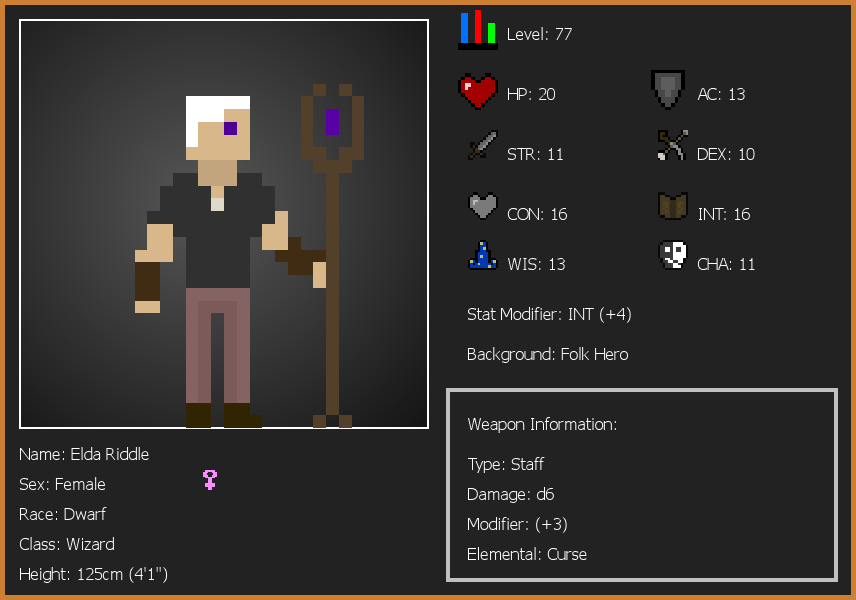 Level: 77
HP: 20
AC: 13
STR: 11
DEX: 10
CON: 16
INT: 16
WIS: 13
CHA: 11
Stat Modifier: INT (+4)
Background: Folk Hero
Weapon Information:
Type: Staff
Damage: d6
Modifier: (+3)
Elemental: Curse
Name: Elda Riddle
Sex: Female
Race: Dwarf
Class: Wizard
Height: 125cm (4'1")